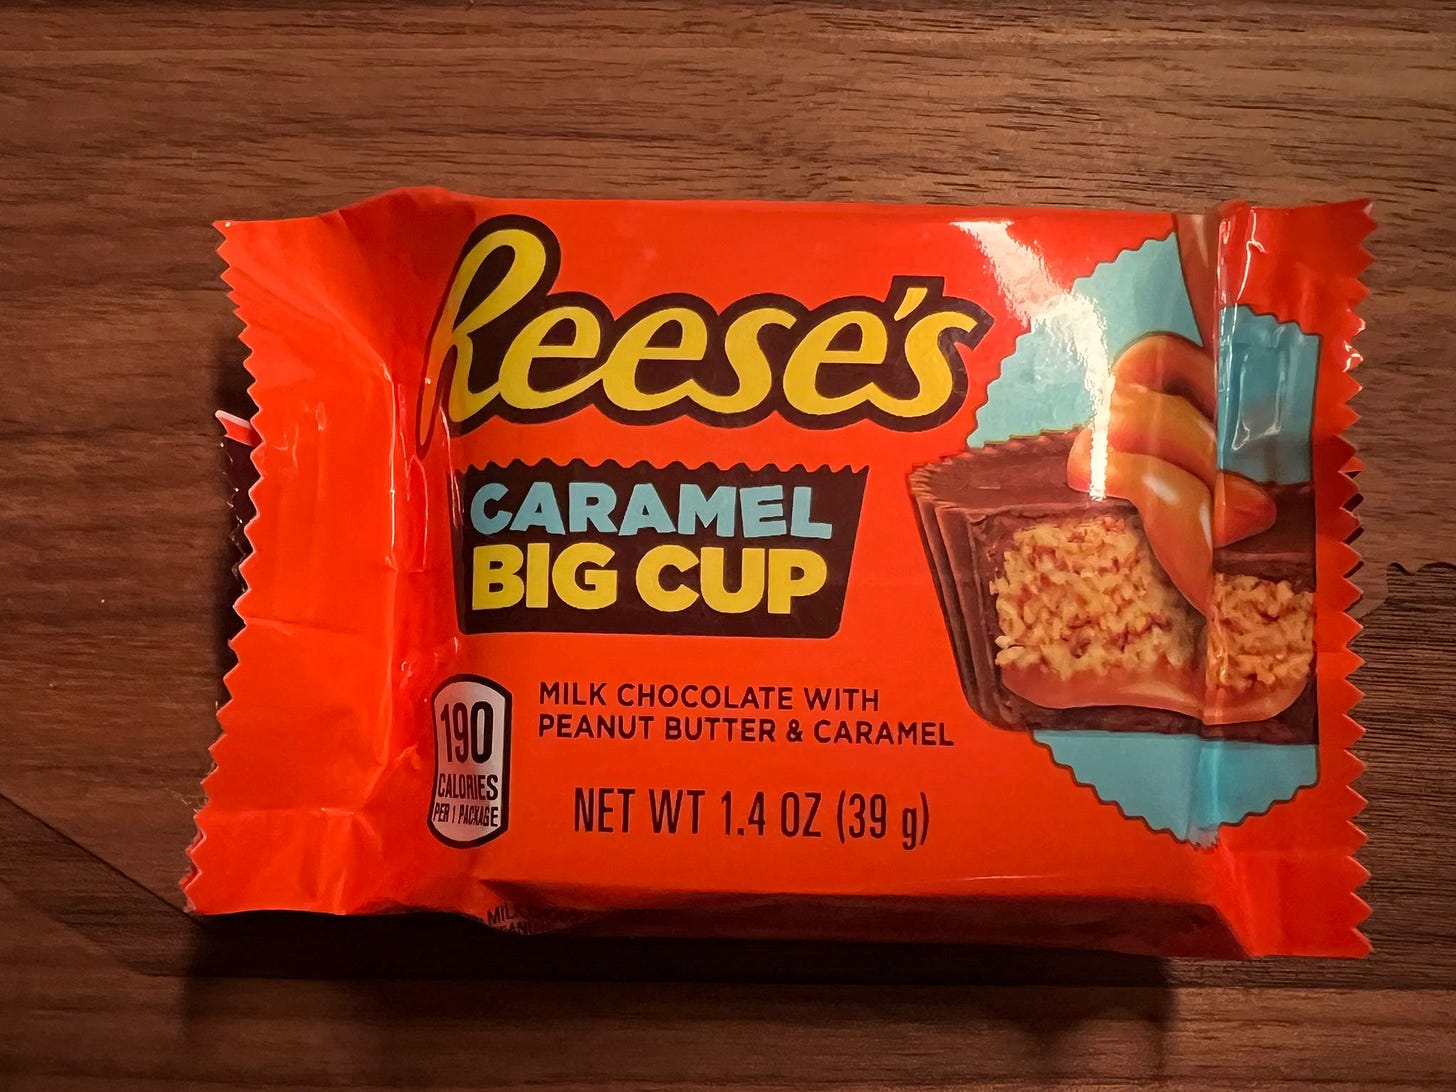 Reese's
CARAMEL
BIG CUP
MILK CHOCOLATE WITH
PEANUT BUTTER & CARAMEL
190
CALORIES
PER 1 PACKAGE
NET WT 1.4 OZ (39 g)
MILK